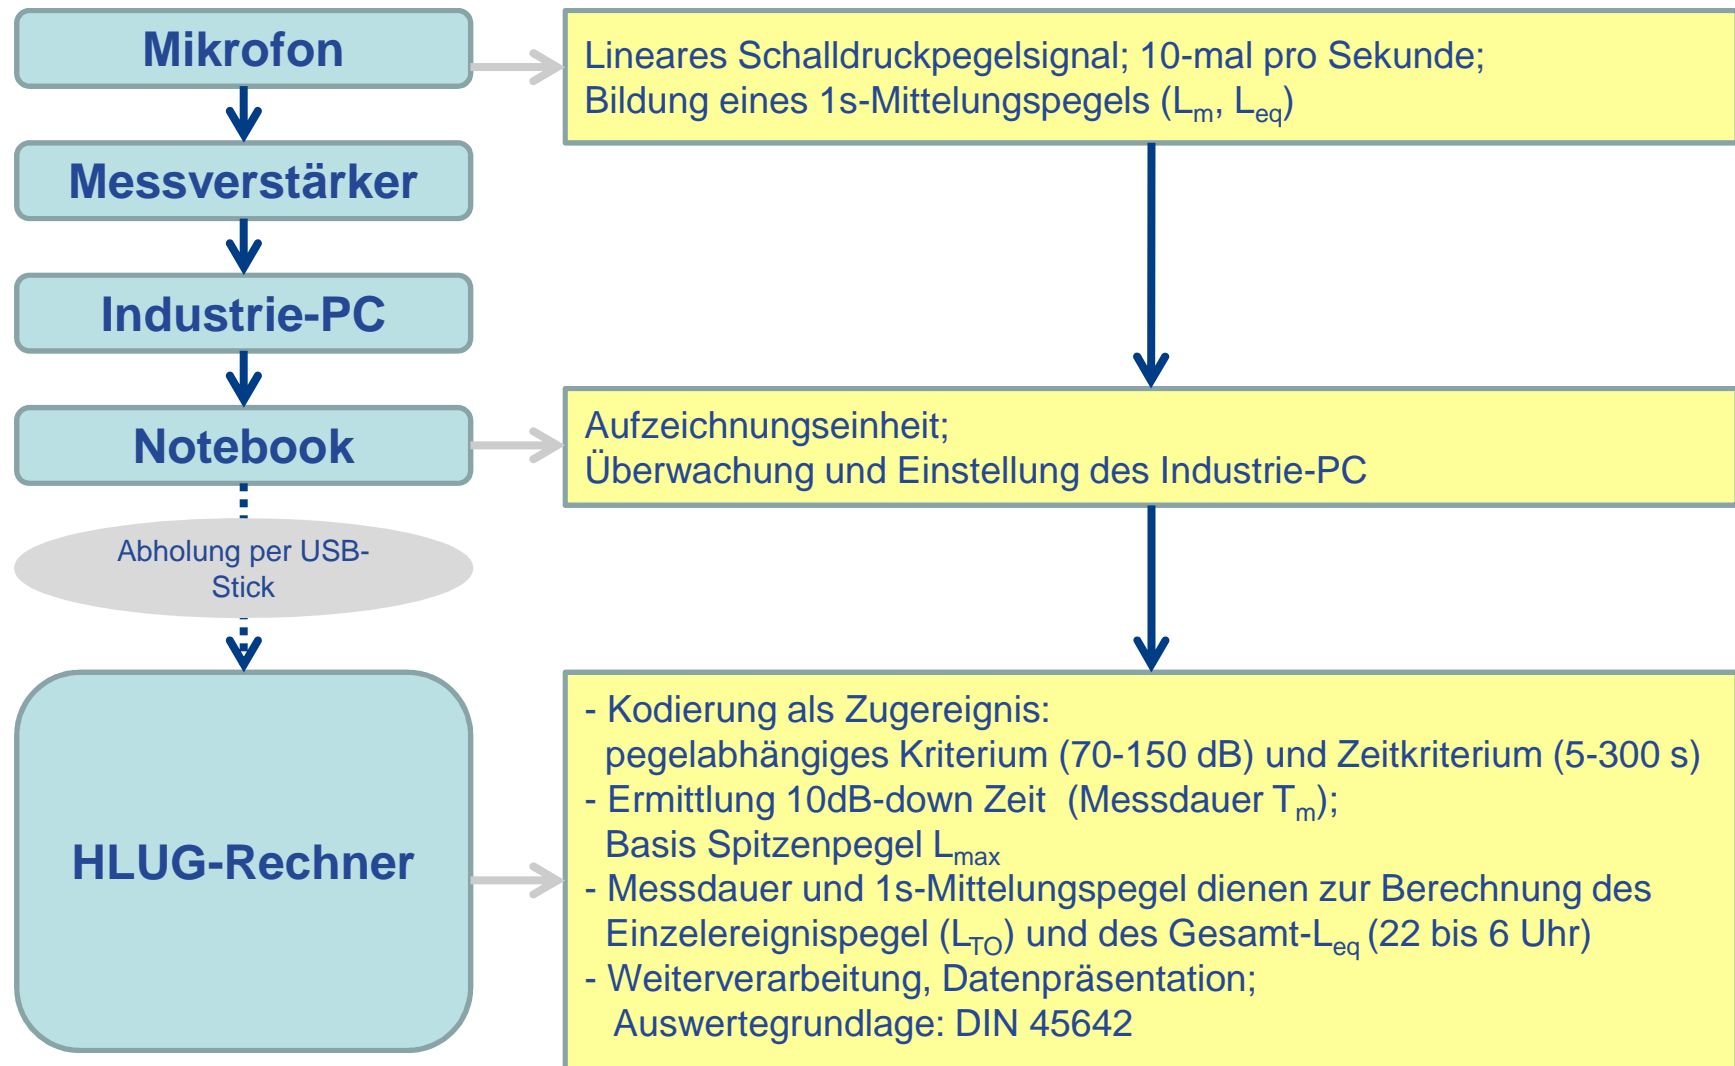 Mikrofon
Lineares Schalldruckpegelsignal; 10-mal pro Sekunde;
Bildung eines 1s-Mittelungspegels (Lm, Leq)
Messverstärker
Industrie-PC
Notebook
Aufzeichnungseinheit;
Überwachung und Einstellung des Industrie-PC
Abholung per USB-
Stick
HLUG-Rechner
- Kodierung als Zugereignis:
pegelabhängiges Kriterium (70-150 dB) und Zeitkriterium (5-300 s)
- Ermittlung 10dB-down Zeit (Messdauer Tm);
Basis Spitzenpegel Lmax
- Messdauer und 1s-Mittelungspegel dienen zur Berechnung des
Einzelereignispegel (LTO) und des Gesamt-Leq (22 bis 6 Uhr)
- Weiterverarbeitung, Datenpräsentation;
Auswertegrundlage: DIN 45642